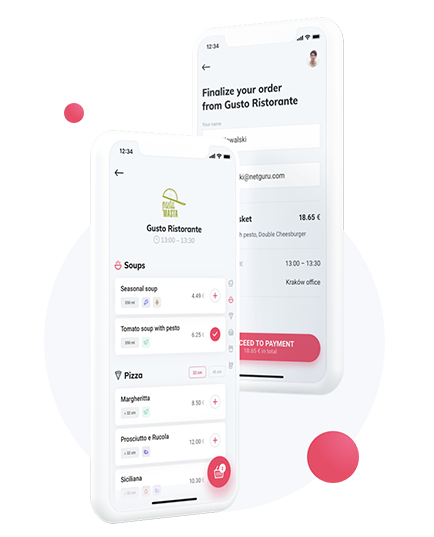 12:34
Finalize your order
from Gusto Ristorante
Your name
walski
ki@netguru.com
sket
18.65 €
h pesto, Double Cheesburger
13:00 – 13:30
Kraków office
CEED TO PAYMENT
18.65 € in total
12:34
MASTA
Gusto Ristorante
13:00 – 13:30
Soups
Seasonal soup
4.49 €
Tomato soup with pesto
6.25 €
Pizza
Margheritta
8.50 €
Prosciutto e Rucola
12.00 €
Siciliana
10.30